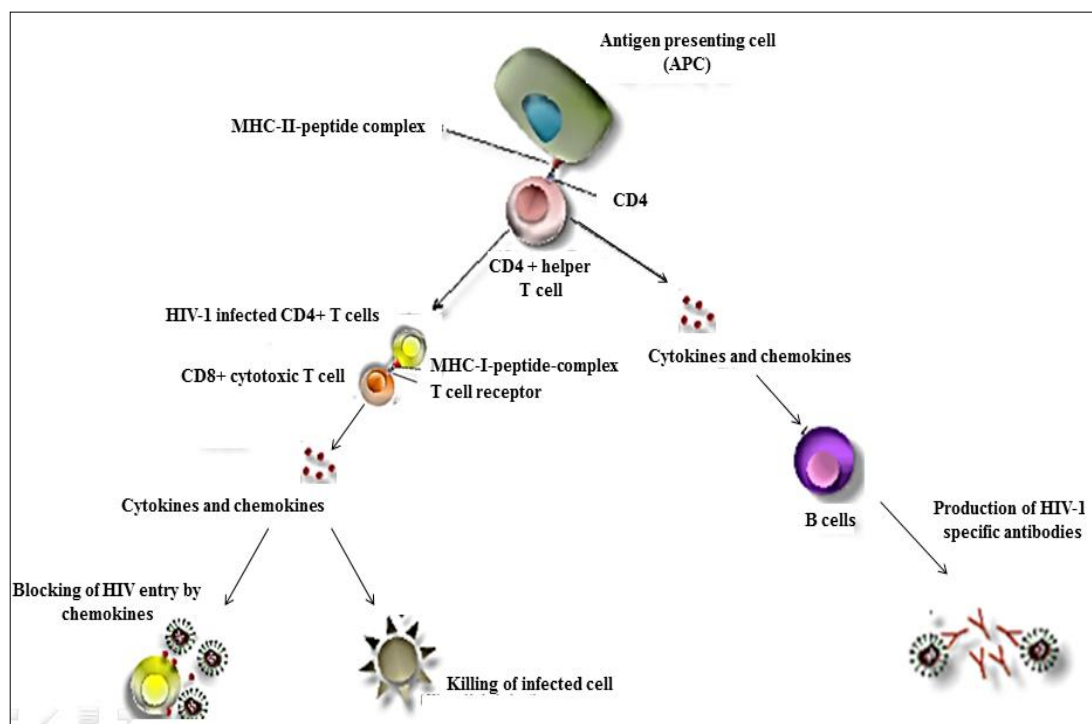 Antigen presenting cell
(APC)
MHC-II-peptide complex
CD4
CD4 + helper
T cell
HIV-1 infected CD4+ T cells
MHC-I-peptide-complex
CD8+ cytotoxic T cell
T cell receptor
Cytokines and chemokines
Cytokines and chemokines
B cells
Production of HIV-1
specific antibodies
Blocking of HIV entry by
chemokines
Killing of infected cell